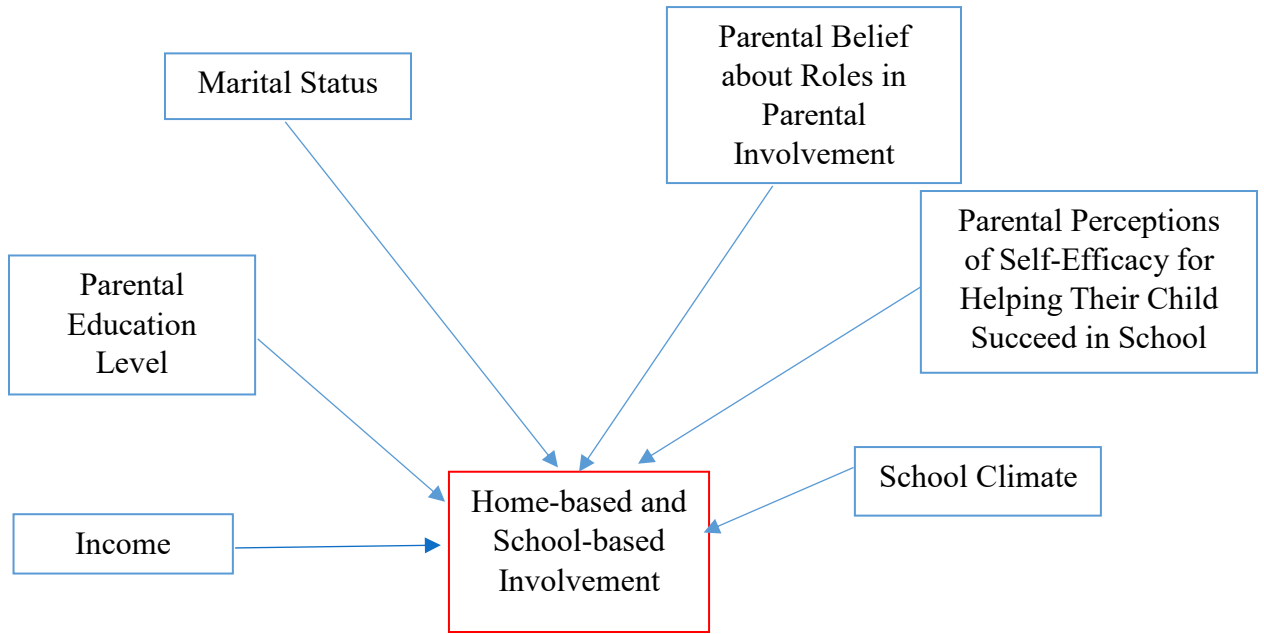 Marital Status
Parental Belief
about Roles in
Parental
Involvement
Parental Perceptions
of Self-Efficacy for
Helping Their Child
Succeed in School
Parental
Education
Level
School Climate
Income
Home-based and
School-based
Involvement